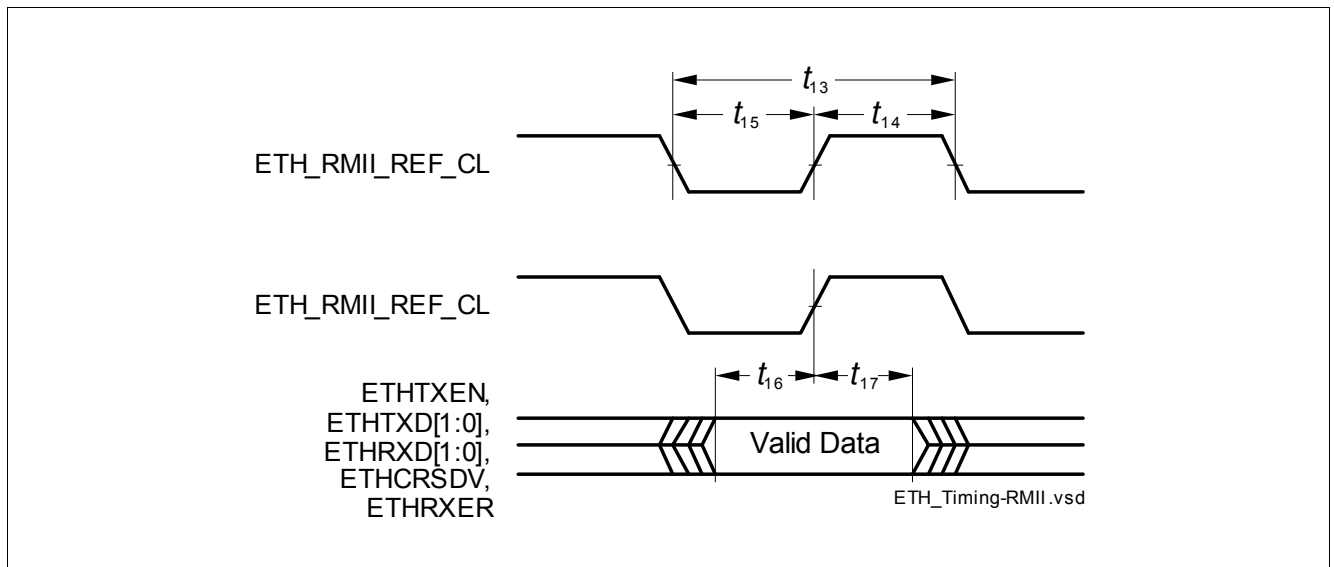 t13
t15
t14
ETH_RMII_REF_CL
ETH_RMII_REF_CL
t16
t17
ETHTXEN,
ETHTXD[1:0],
ETHRXD[1:0],
ETHCRSDV,
ETHRXER
Valid Data
ETH_Timing-RMII.vsd